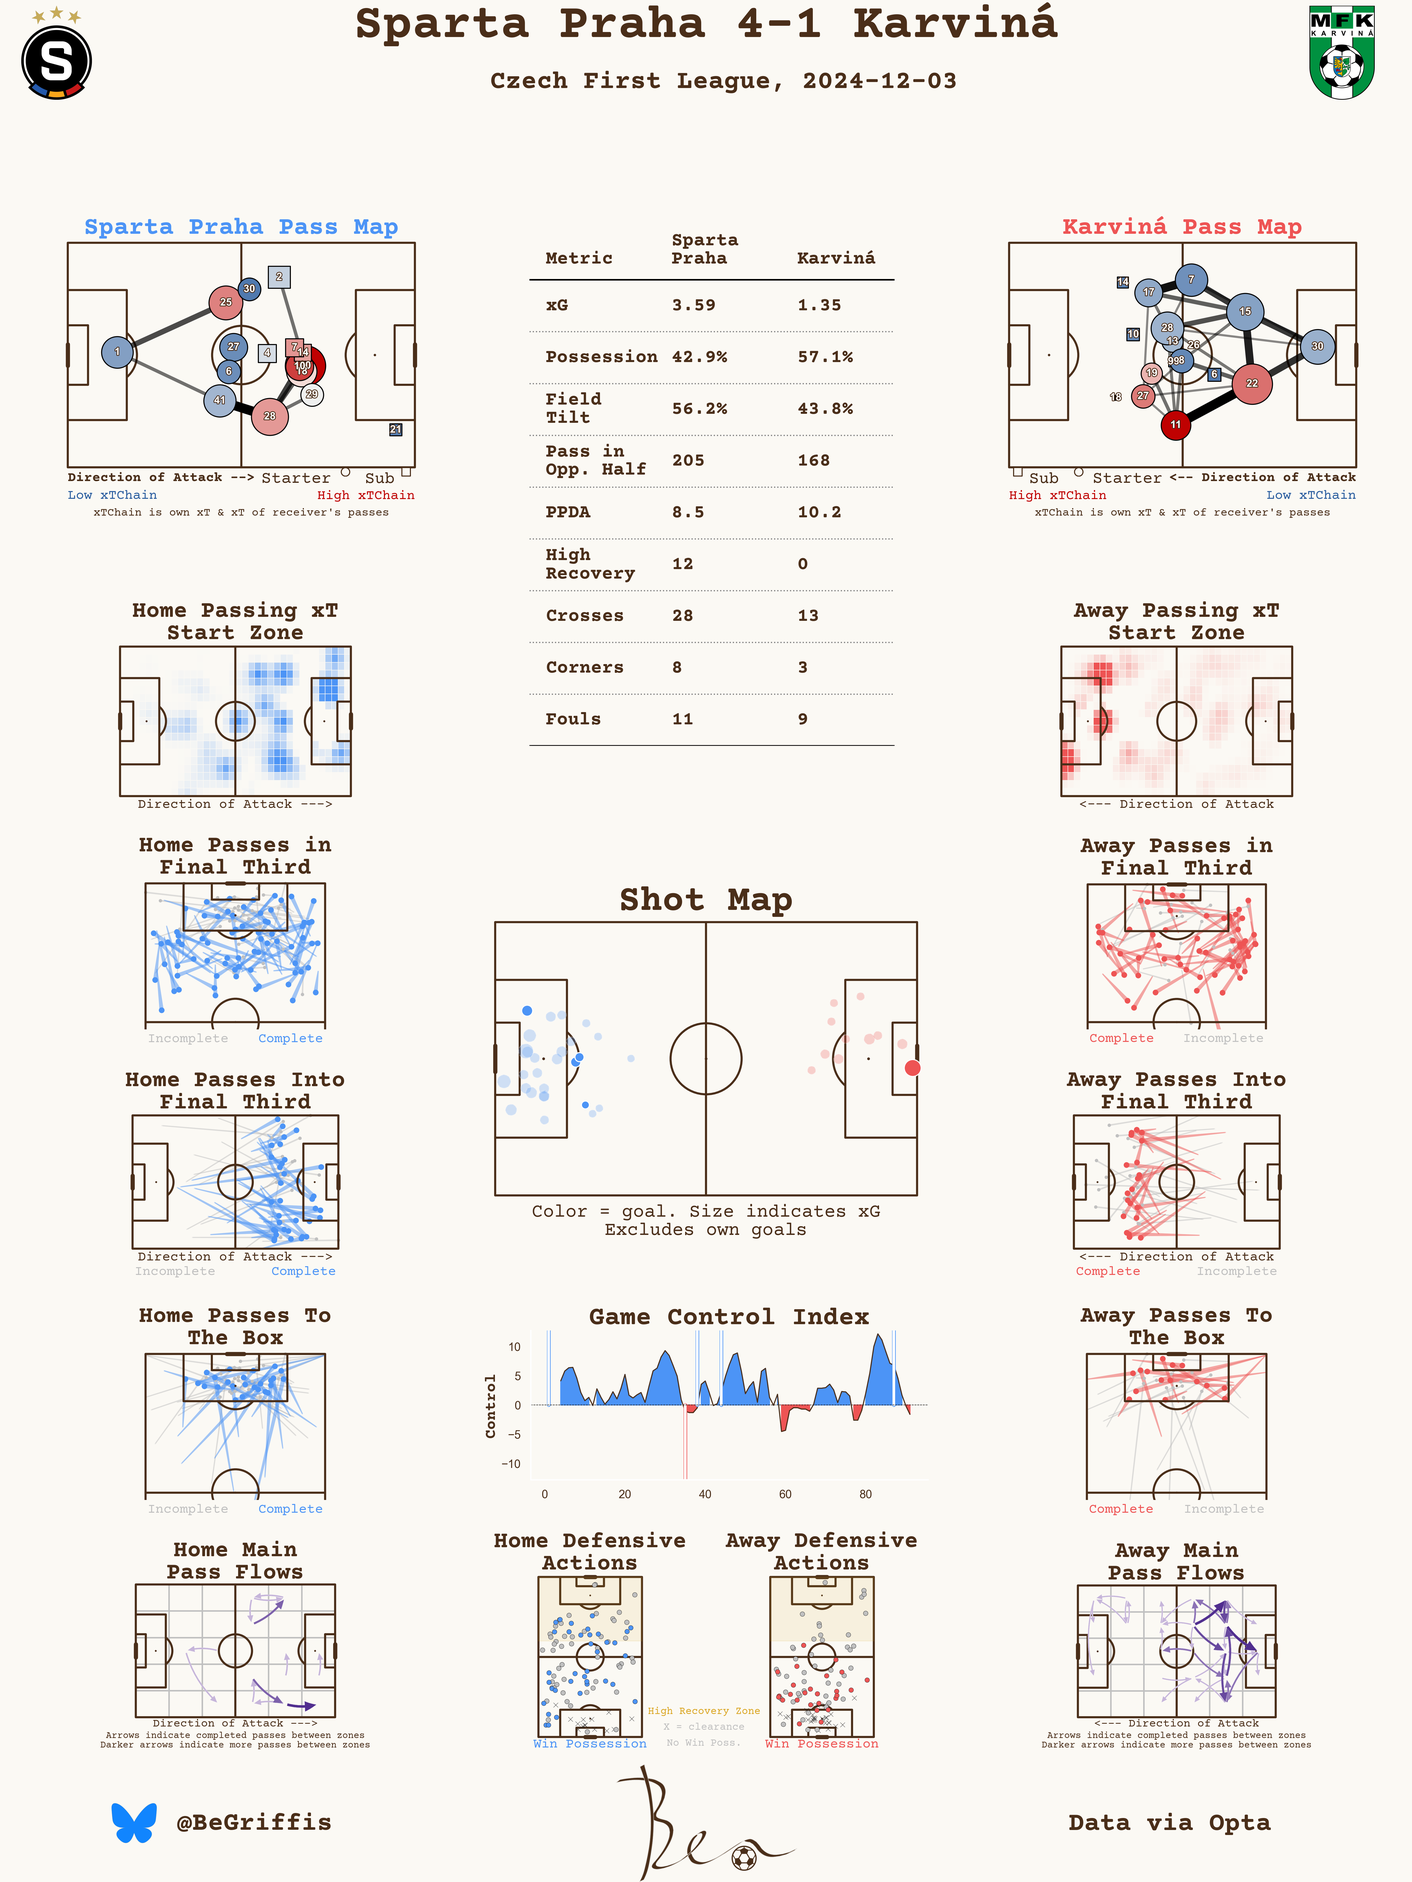 Sparta Praha 4-1 Karviná
Czech First League, 2024-12-03
S
MFK
KARVINÁ
Sparta Praha Pass Map
1
25
30
2
27
6
4
41
28
7
14
10
18
29
21
Direction of Attack --> Starter Sub
Low xTChain High xTChain
xTChain is own xT & xT of receiver's passes
Metric Sparta Praha Karviná
xG 3.59 1.35
Possession 42.9% 57.1%
Field Tilt 56.2% 43.8%
Pass in Opp. Half 205 168
PPDA 8.5 10.2
High Recovery 12 0
Crosses 28 13
Corners 8 3
Fouls 11 9
Karviná Pass Map
14
17
7
15
10
28
13
26
30
99
8
19
6
22
18
27
11
Sub Starter <-- Direction of Attack
High xTChain Low xTChain
xTChain is own xT & xT of receiver's passes
Home Passing xT
Start Zone
Direction of Attack --->
Away Passing xT
Start Zone
<--- Direction of Attack
Home Passes in
Final Third
Incomplete Complete
Away Passes in
Final Third
Complete Incomplete
Shot Map
Color = goal. Size indicates xG
Excludes own goals
Home Passes Into
Final Third
Direction of Attack --->
Incomplete Complete
Away Passes Into
Final Third
<--- Direction of Attack
Complete Incomplete
Home Passes To
The Box
Incomplete Complete
Game Control Index
Control
10
5
0
−5
−10
0 20 40 60 80
Away Passes To
The Box
Complete Incomplete
Home Main
Pass Flows
Direction of Attack --->
Arrows indicate completed passes between zones
Darker arrows indicate more passes between zones
Home Defensive
Actions
Win Possession
Away Defensive
Actions
Win Possession
High Recovery Zone
X = clearance
No Win Poss.
Away Main
Pass Flows
<--- Direction of Attack
Arrows indicate completed passes between zones
Darker arrows indicate more passes between zones
@BeGriffis
Ben
Data via Opta